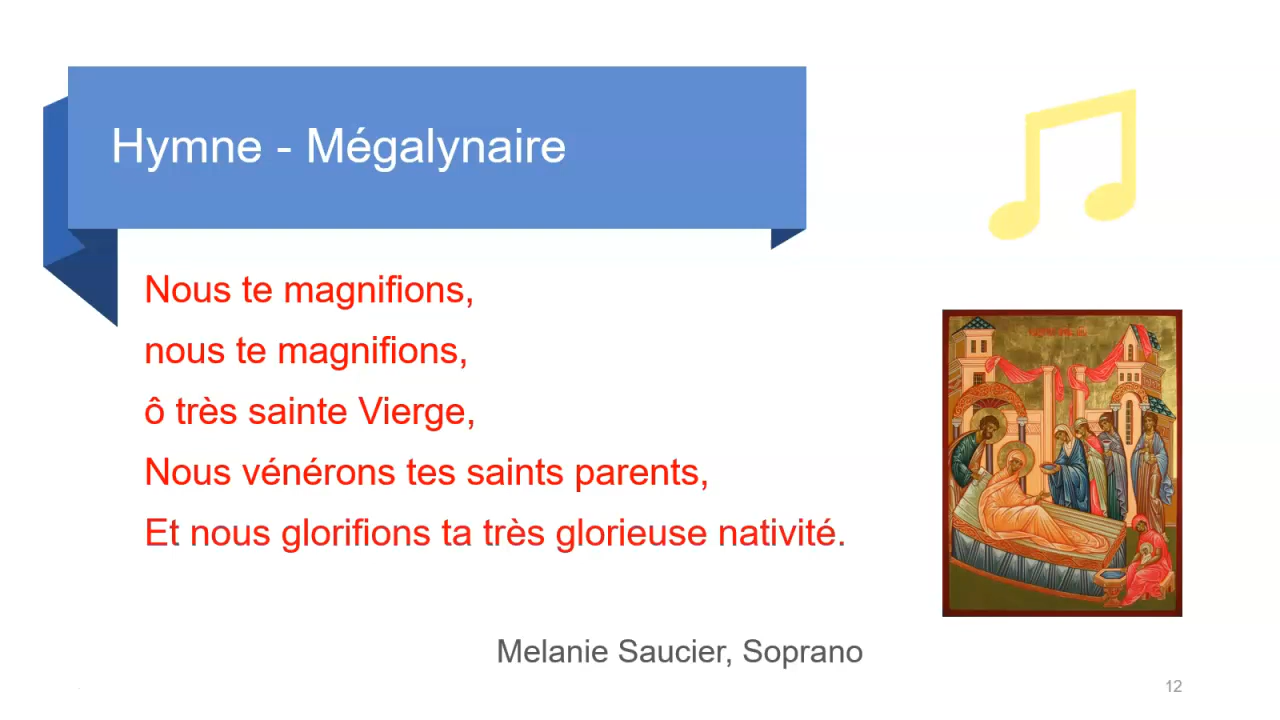 Hymne - Mégalynaire
Nous te magnifions,
nous te magnifions,
ô très sainte Vierge,
Nous vénérons tes saints parents,
Et nous glorifions ta très glorieuse nativité.
Melanie Saucier, Soprano
12